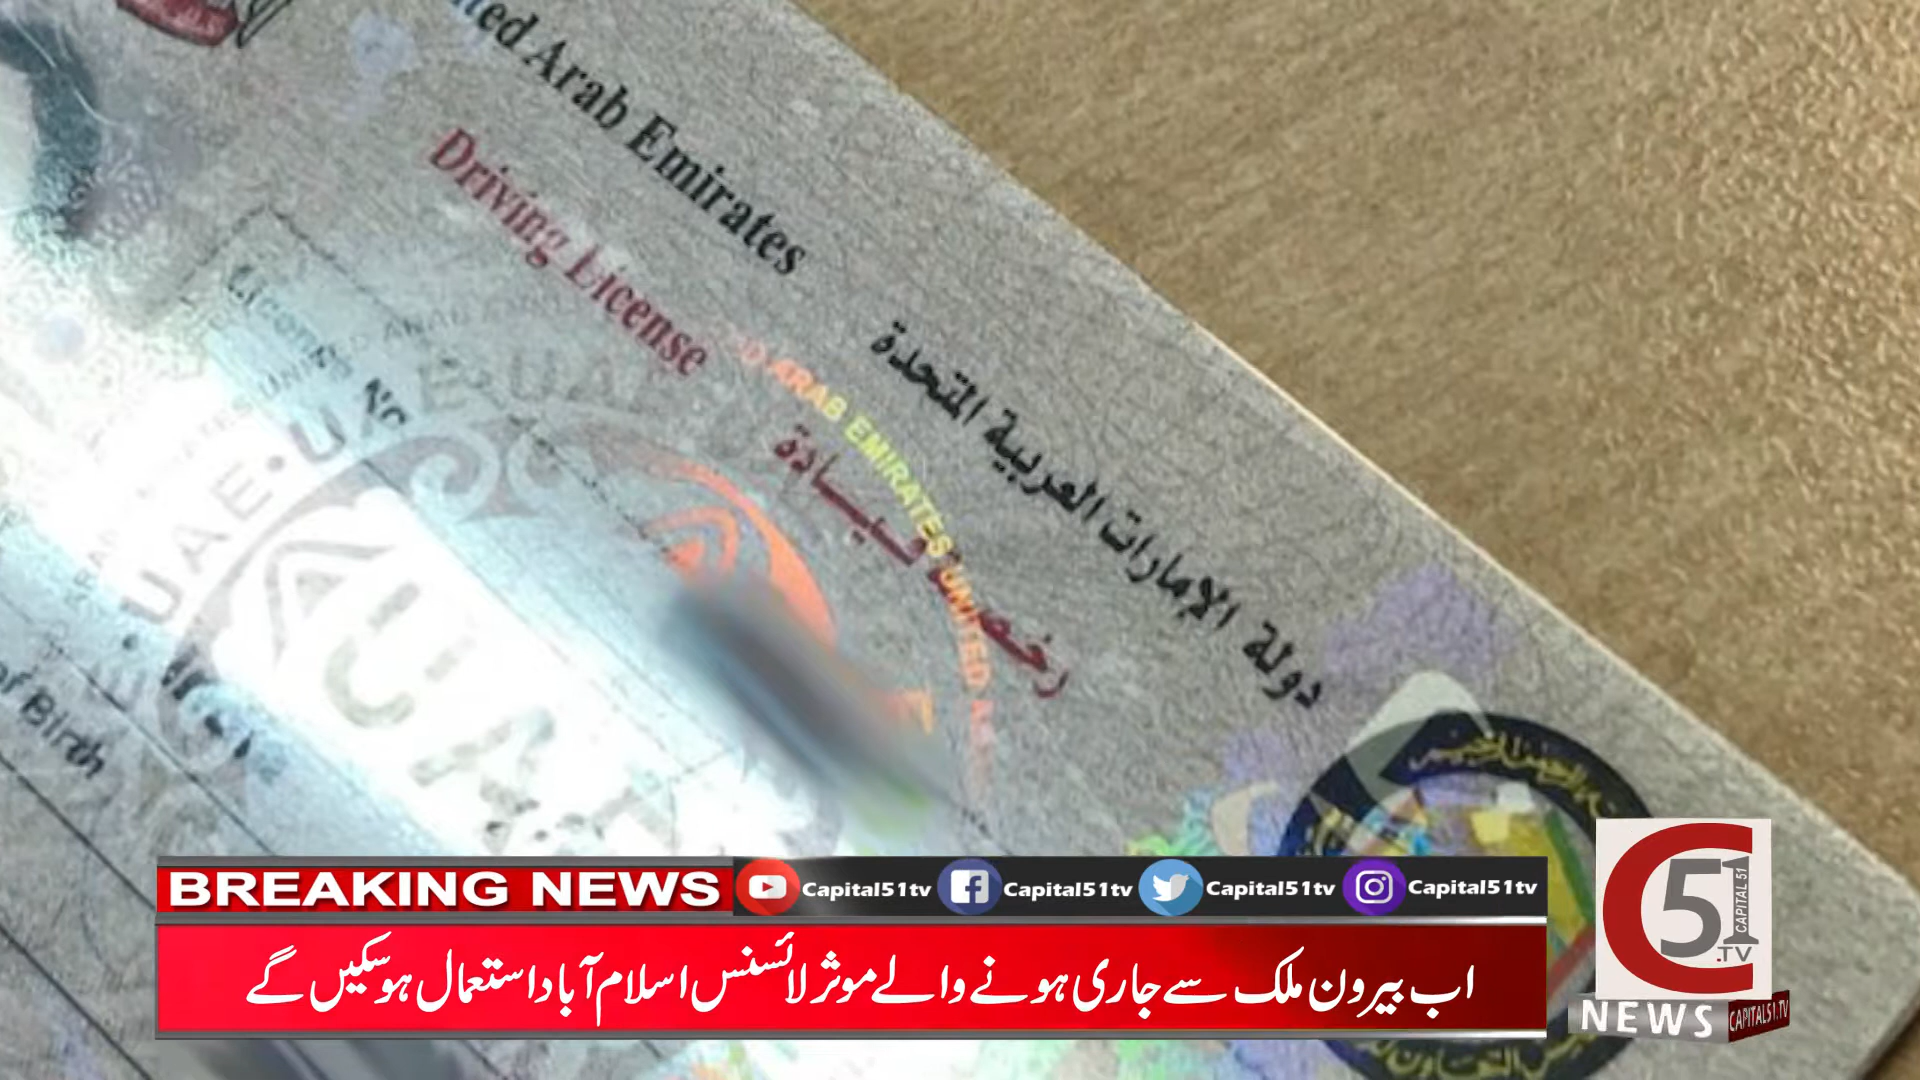 United Arab Emirates
Driving License
دولة الإمارات العربية المتحدة
رخصة قيادة
License No
ARAB EMIRATES UNITED
UAE
of Birth
BREAKING NEWS
Capital51tv Capital51tv Capital51tv Capital51tv
اب بیرون ملک سے جاری ہونے والے موثر لائسنس اسلام آباد استعمال ہوسکیں گے
C 51 .TV
CAPITAL 51
NEWS CAPITAL51.TV